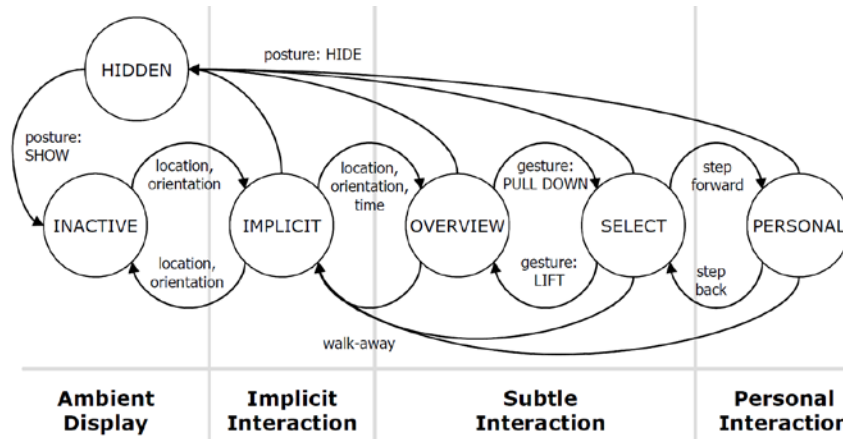 posture: HIDE
HIDDEN
posture:
SHOW
location,
orientation
location,
orientation,
time
gesture:
PULL DOWN
step
forward
INACTIVE
IMPLICIT
OVERVIEW
SELECT
PERSONAL
location,
orientation
gesture:
LIFT
step
back
walk-away
Ambient
Display
Implicit
Interaction
Subtle
Interaction
Personal
Interaction